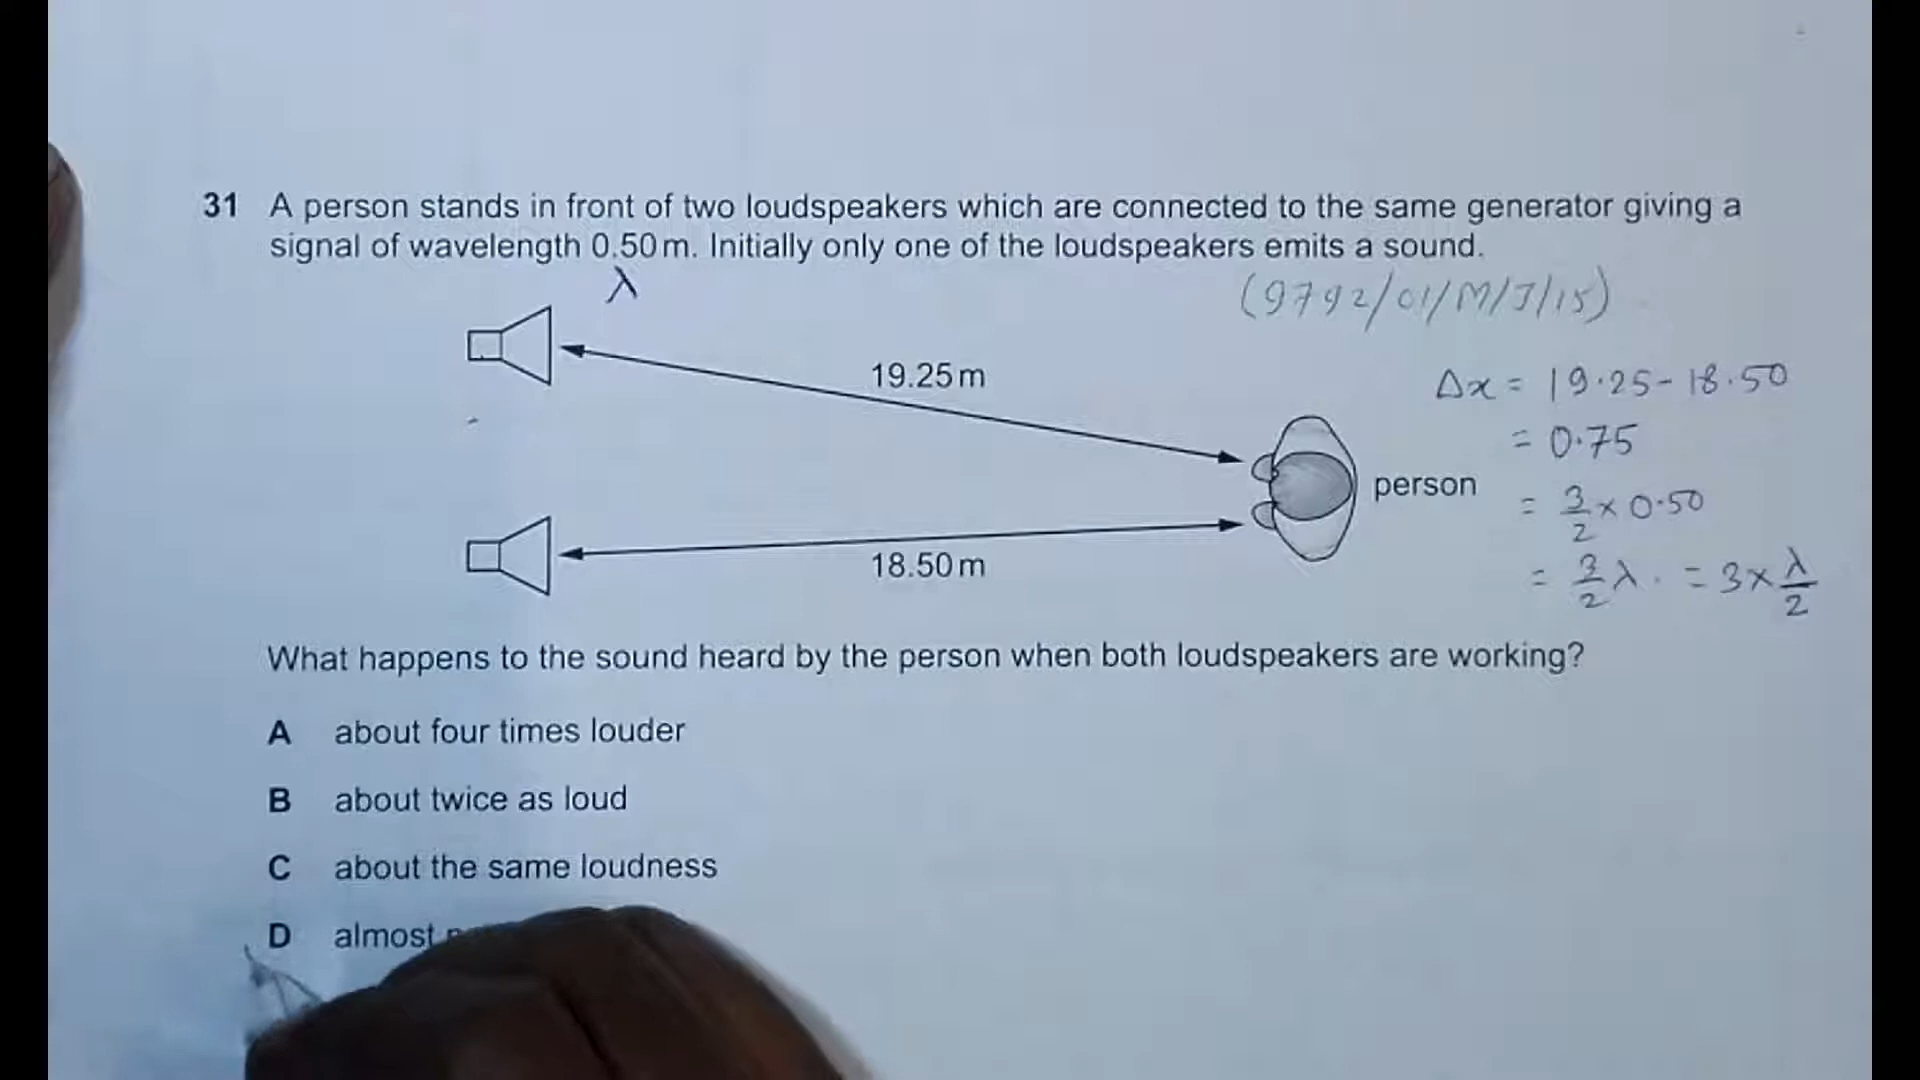 31 A person stands in front of two loudspeakers which are connected to the same generator giving a
signal of wavelength 0.50 m. Initially only one of the loudspeakers emits a sound.
λ
(9792/01/M/J/15)
19.25 m
Δx = 19.25 - 18.50
= 0.75
person
= 3/2 x 0.50
18.50 m
= 3/2 λ . = 3 x λ/2
What happens to the sound heard by the person when both loudspeakers are working?
A about four times louder
B about twice as loud
C about the same loudness
D almost